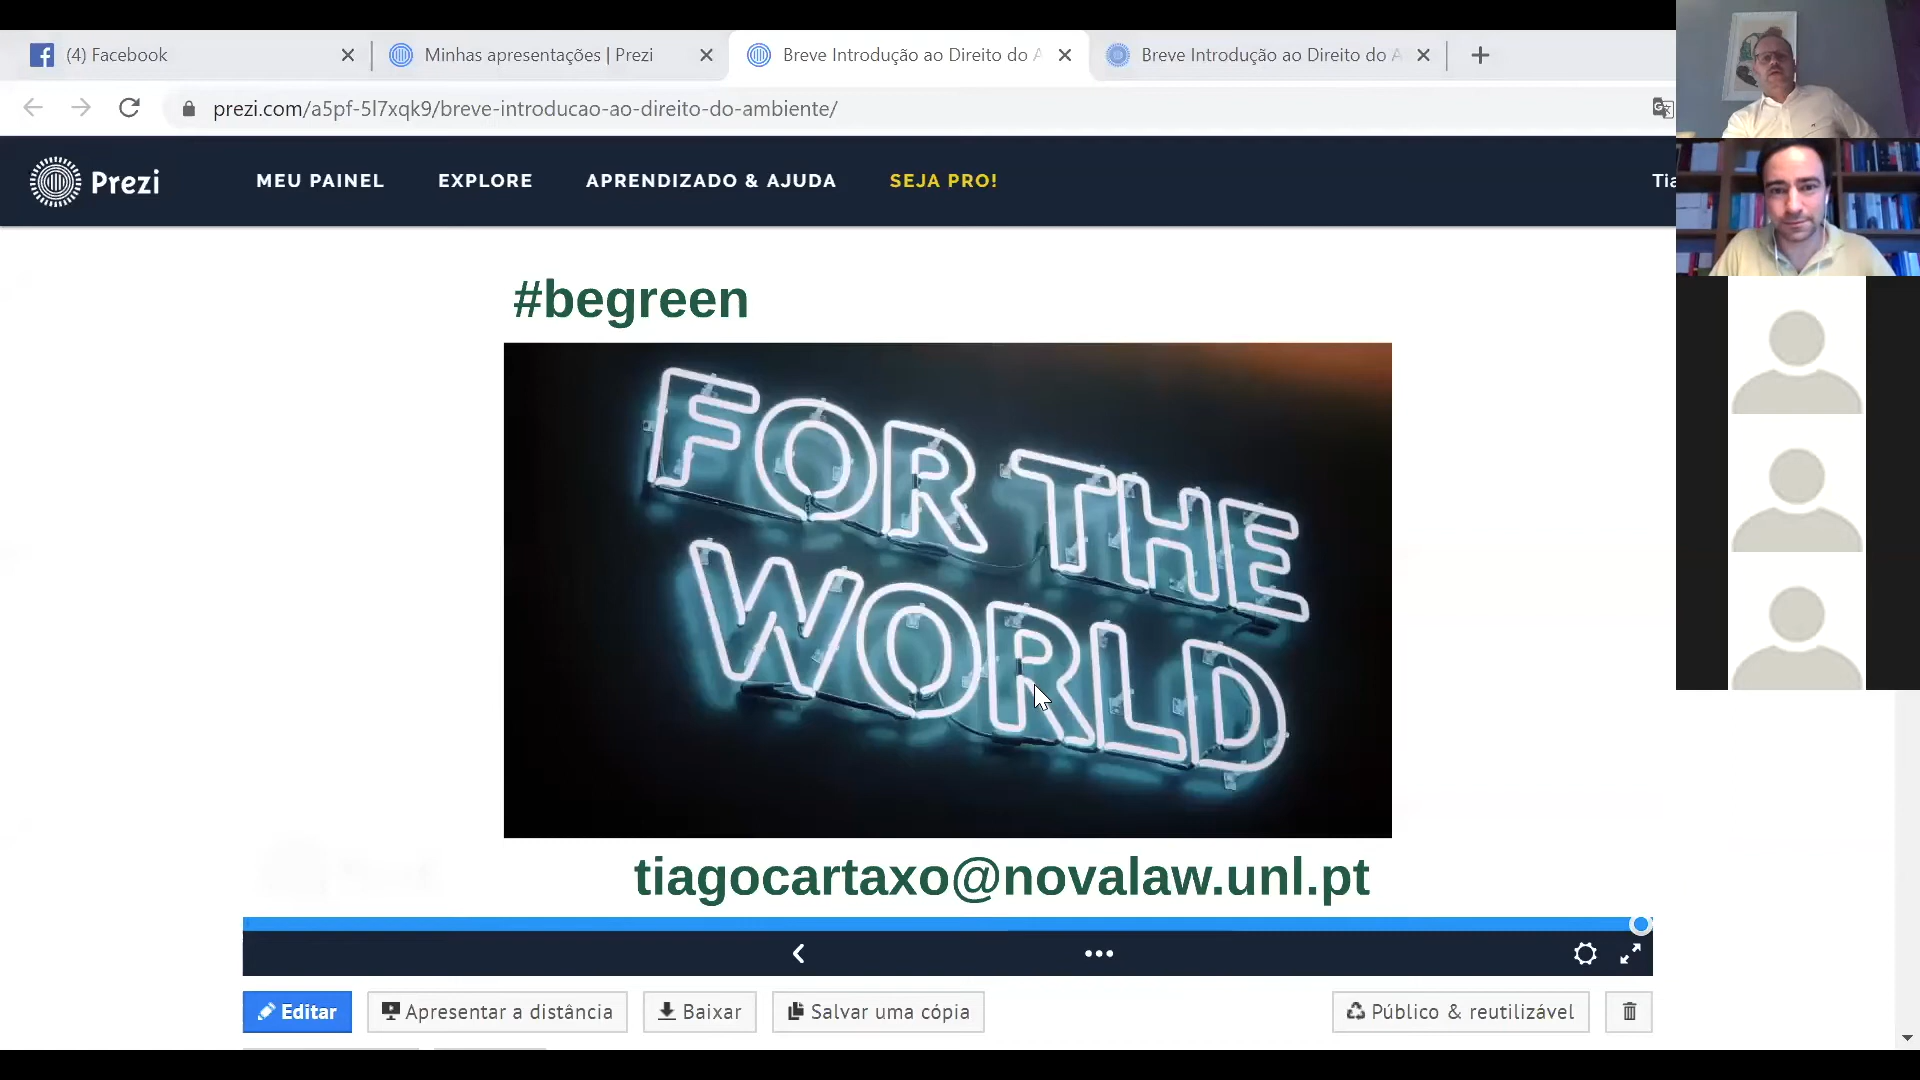 (4) Facebook
Minhas apresentações | Prezi
Breve Introdução ao Direito do A
Breve Introdução ao Direito do A
prezi.com/a5pf-5l7xqk9/breve-introducao-ao-direito-do-ambiente/
Prezi
MEU PAINEL
EXPLORE
APRENDIZADO & AJUDA
SEJA PRO!
Tia
#begreen
FOR THE
WORLD
tiagocartaxo@novalaw.unl.pt
Editar
Apresentar a distância
Baixar
Salvar uma cópia
Público & reutilizável